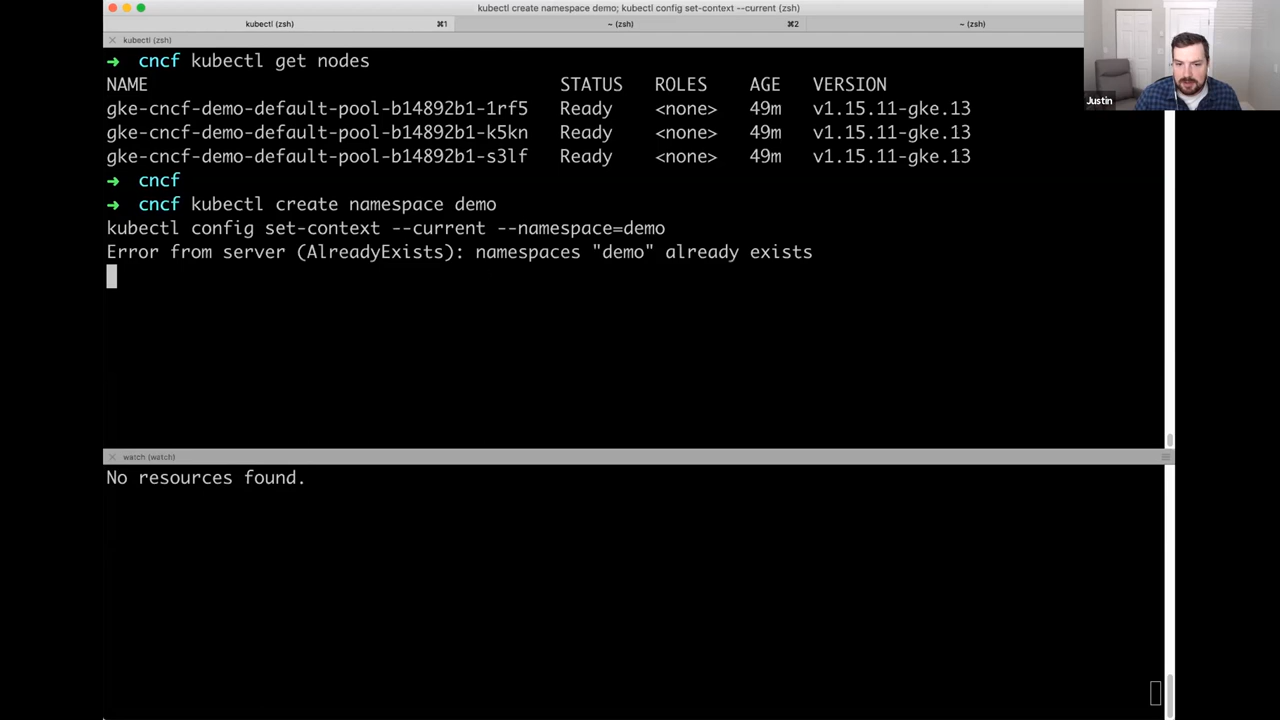 kubectl create namespace demo; kubectl config set-context --current (zsh)
kubectl (zsh) ⌘1 ~ (zsh) ⌘2 ~ (zsh)
kubectl (zsh)
➜ cncf kubectl get nodes
NAME STATUS ROLES AGE VERSION
gke-cncf-demo-default-pool-b14892b1-1rf5 Ready <none> 49m v1.15.11-gke.13
gke-cncf-demo-default-pool-b14892b1-k5kn Ready <none> 49m v1.15.11-gke.13
gke-cncf-demo-default-pool-b14892b1-s3lf Ready <none> 49m v1.15.11-gke.13
➜ cncf
➜ cncf kubectl create namespace demo
kubectl config set-context --current --namespace=demo
Error from server (AlreadyExists): namespaces "demo" already exists
watch (watch)
No resources found.
Justin